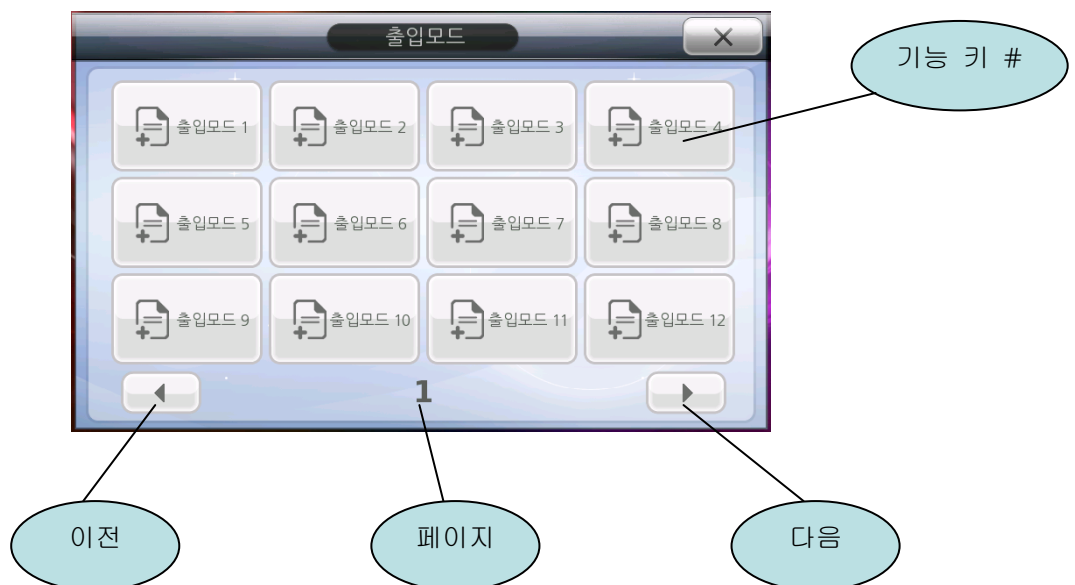 출입모드
기능 키 #
출입모드 1
출입모드 2
출입모드 3
출입모드 4
출입모드 5
출입모드 6
출입모드 7
출입모드 8
출입모드 9
출입모드 10
출입모드 11
출입모드 12
1
이전
페이지
다음